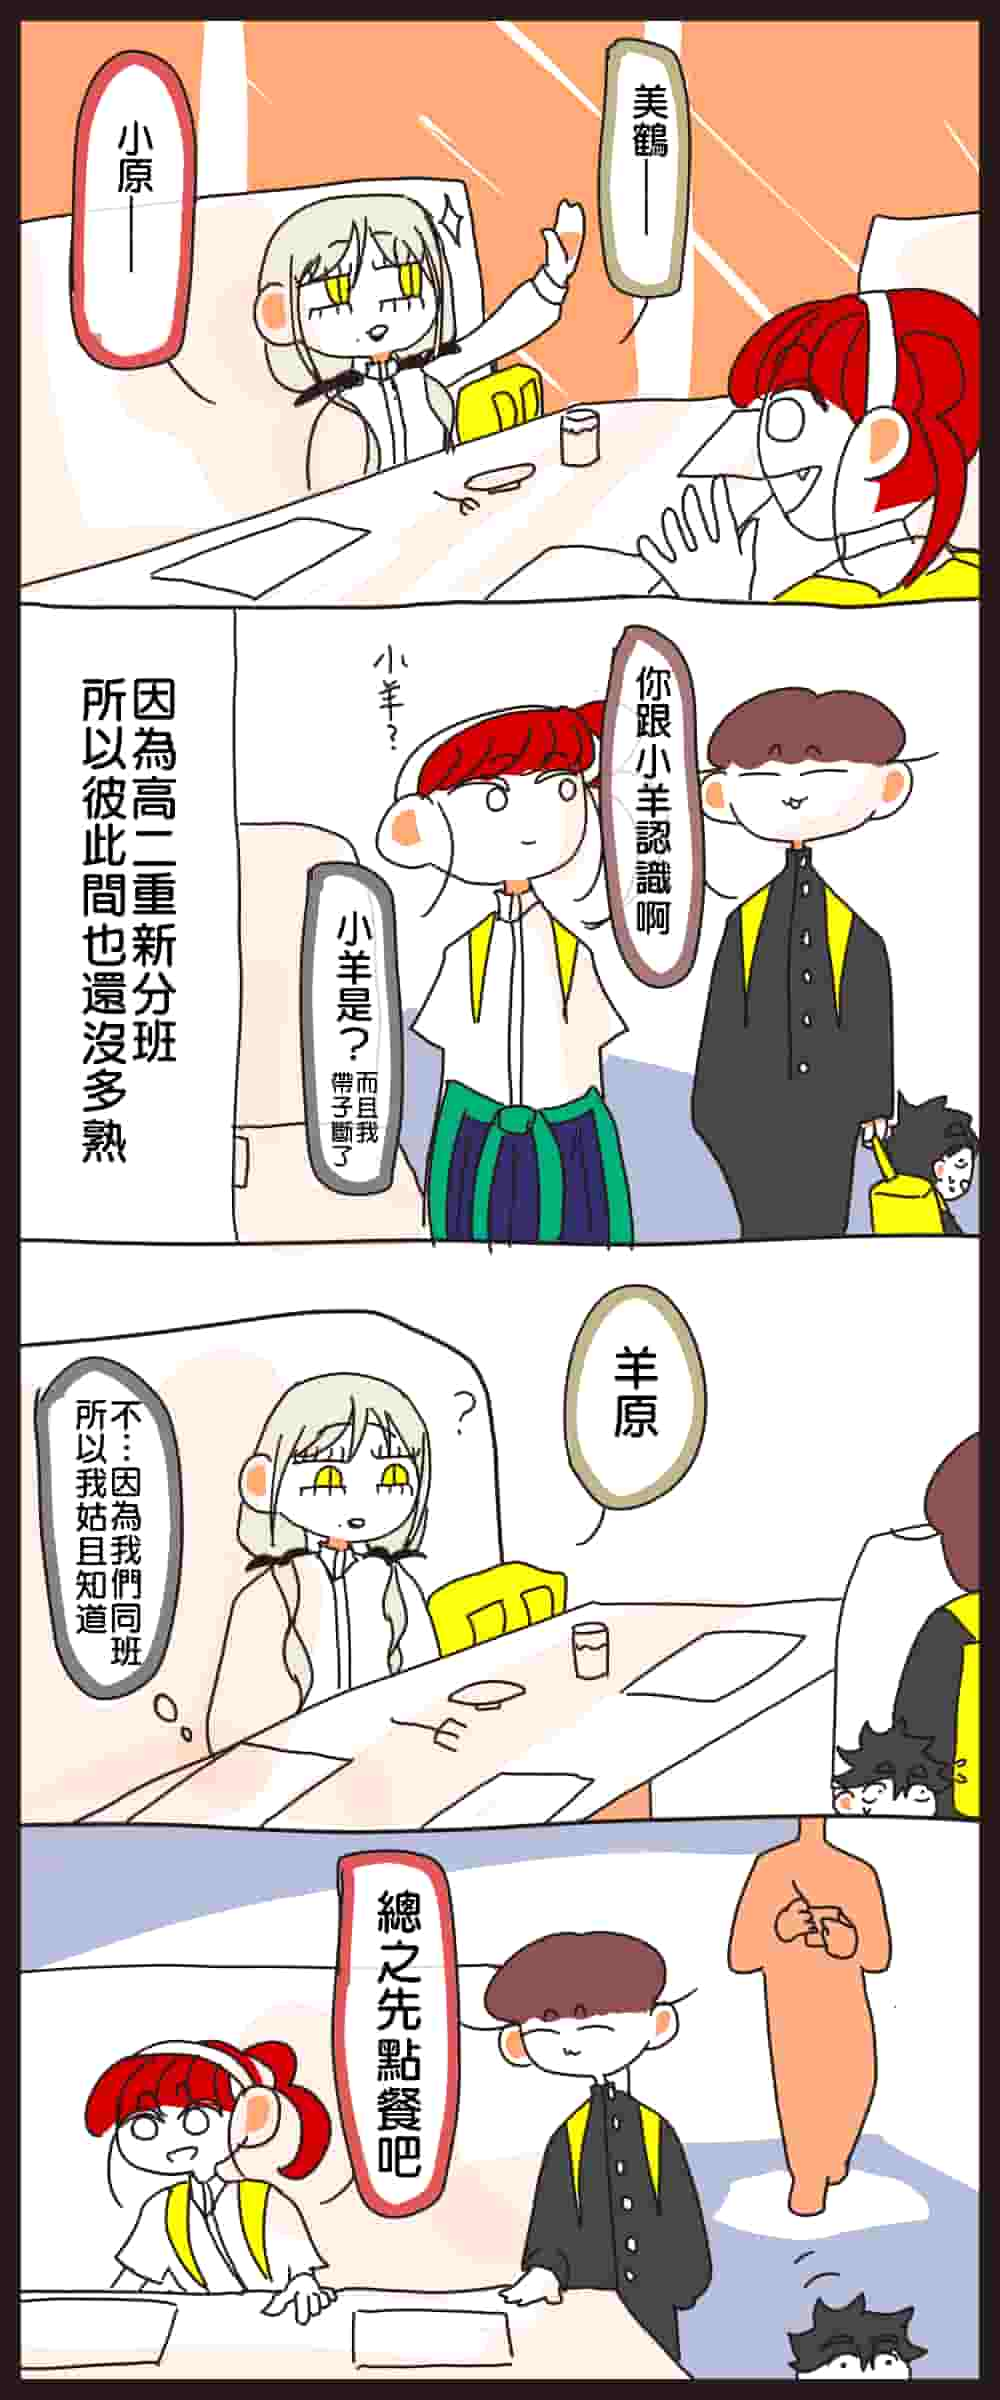 美鶴——
小原——
你跟小羊認識啊
小羊?
小羊是?
而且我
帶子斷了
因為高二重新分班
所以彼此間也還沒多熟
羊原
?
不…因為我們同班
所以我姑且知道
總之先點餐吧